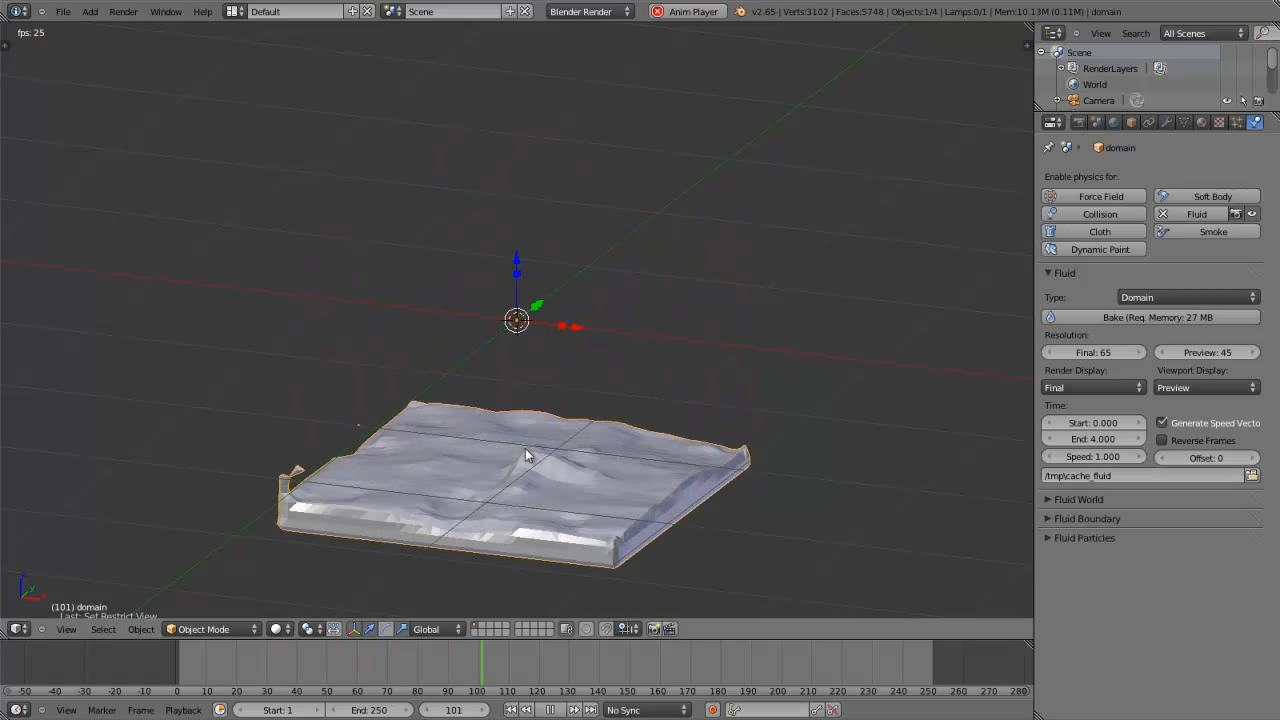 File Add Render Window Help Default Scene Blender Render Anim Player v2.65 | Verts:3102 | Faces:5748 | Objects:1/4 | Lamps:0/1 | Mem:10.13M (0.11M) | domain
fps: 25
View Search All Scenes
Scene
RenderLayers
World
Camera
domain
Enable physics for:
Force Field Soft Body
Collision Fluid
Cloth Smoke
Dynamic Paint
Fluid
Type: Domain
Bake (Req. Memory: 27 MB
Resolution:
Final: 65 Preview: 45
Render Display: Viewport Display:
Final Preview
Time:
Start: 0.000 Generate Speed Vecto
End: 4.000 Reverse Frames
Speed: 1.000 Offset: 0
/tmp\cache_fluid
Fluid World
Fluid Boundary
Fluid Particles
z
y
x
(101) domain
Last: Set Restrict View
View Select Object Object Mode Global
-50 -40 -30 -20 -10 0 10 20 30 40 50 60 70 80 90 100 110 120 130 140 150 160 170 180 190 200 210 220 230 240 250 260 270 280
View Marker Frame Playback Start: 1 End: 250 101 No Sync